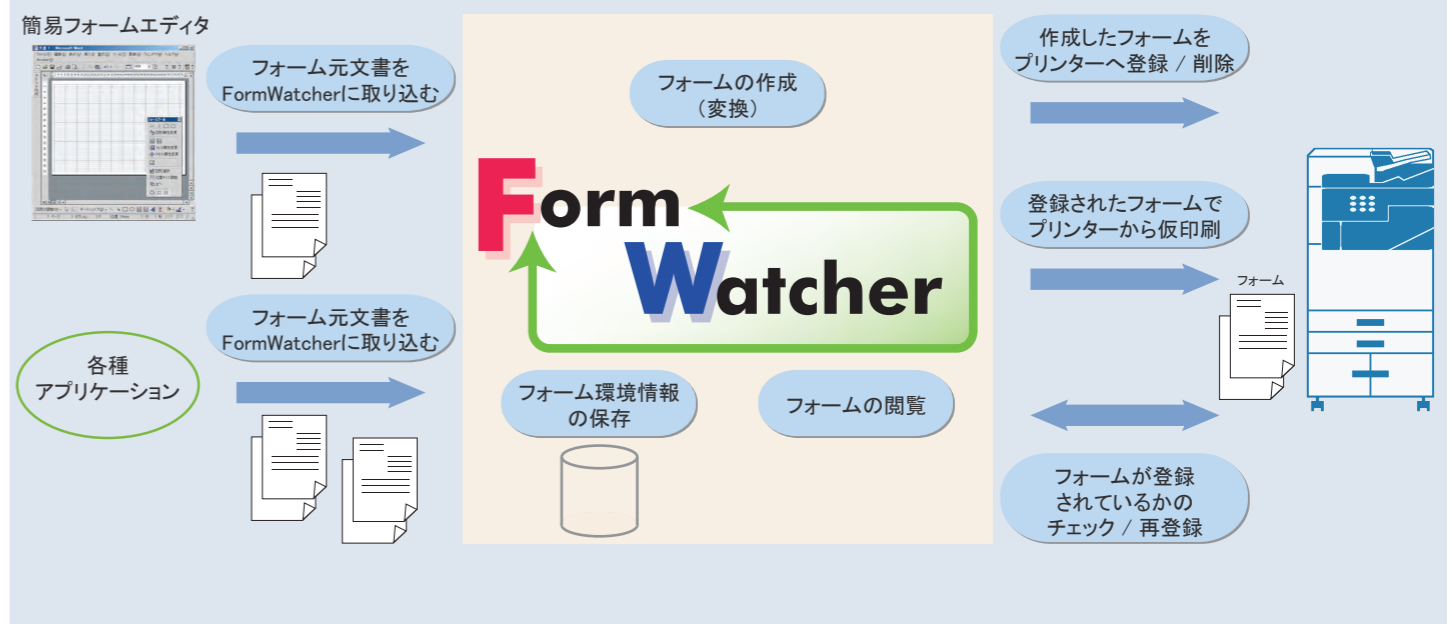 簡易フォームエディタ
フォーム元文書を
FormWatcherに取り込む
フォーム元文書を
FormWatcherに取り込む
各種
アプリケーション
フォームの作成
(変換)
Form
Watcher
フォーム環境情報
の保存
フォームの閲覧
作成したフォームを
プリンターへ登録 / 削除
登録されたフォームで
プリンターから仮印刷
フォーム
フォームが登録
されているかの
チェック / 再登録